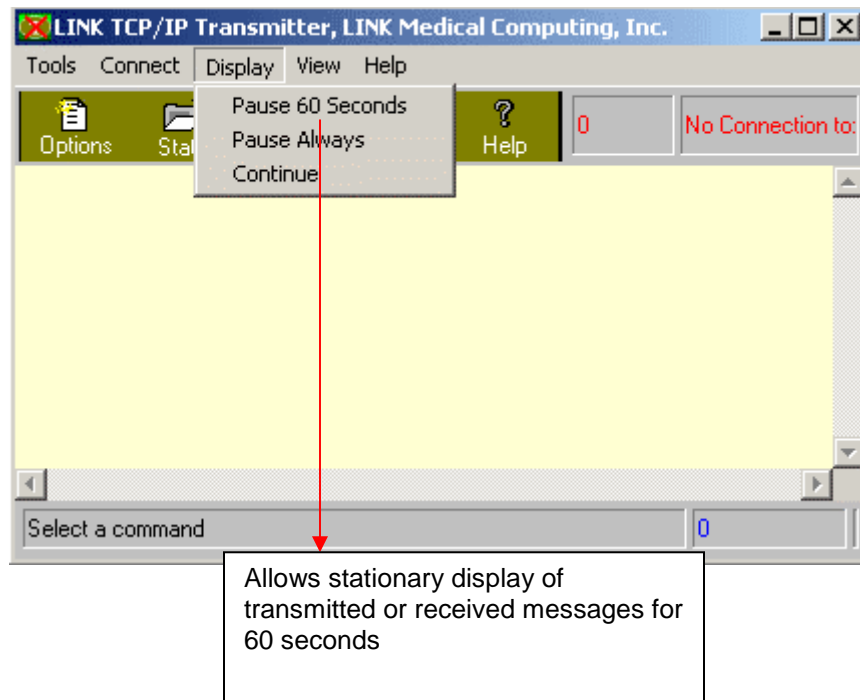 LINK TCP/IP Transmitter, LINK Medical Computing, Inc.
Tools Connect Display View Help
Pause 60 Seconds
Pause Always
Continue
Options Stat Help 0 No Connection to:
Select a command 0
Allows stationary display of
transmitted or received messages for
60 seconds